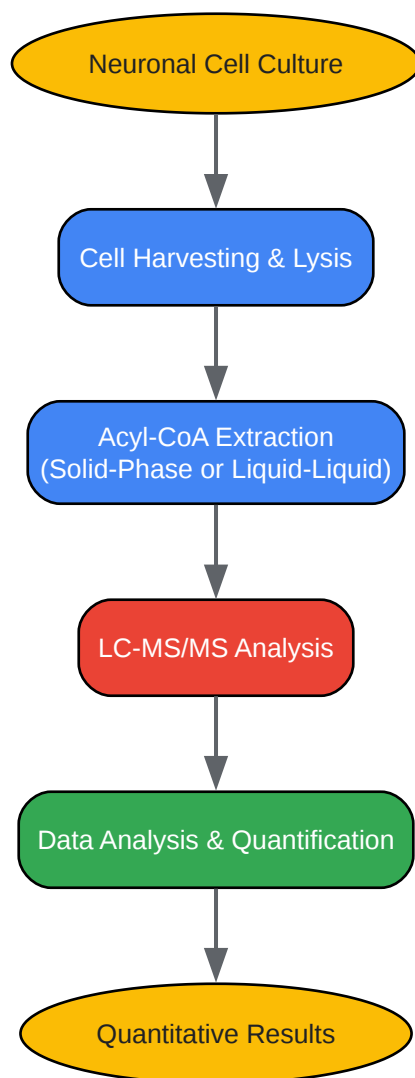 Neuronal Cell Culture
Cell Harvesting & Lysis
Acyl-CoA Extraction
(Solid-Phase or Liquid-Liquid)
LC-MS/MS Analysis
Data Analysis & Quantification
Quantitative Results